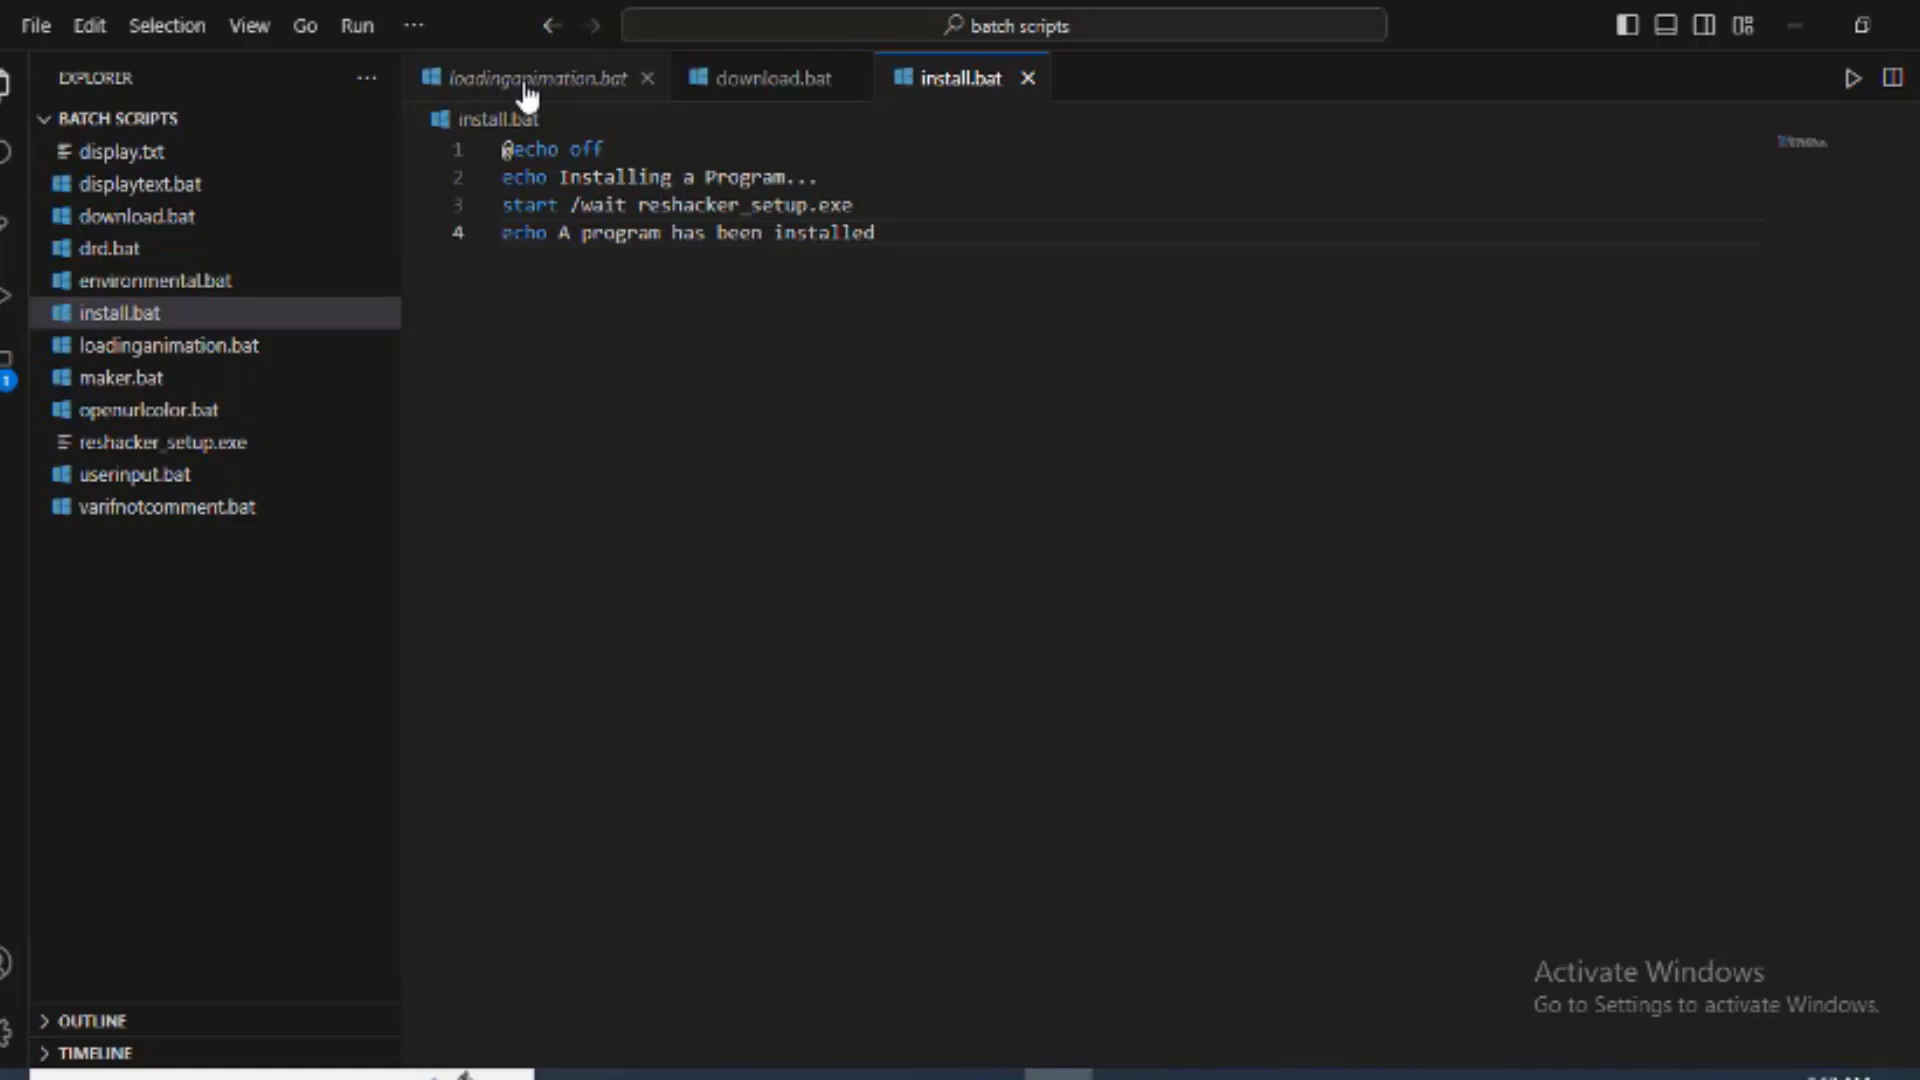 File Edit Selection View Go Run ··· batch scripts
EXPLORER ···
BATCH SCRIPTS
display.txt
displaytext.bat
download.bat
drd.bat
environmental.bat
install.bat
loadinganimation.bat
maker.bat
openurlcolor.bat
reshacker_setup.exe
userinput.bat
varifnotcomment.bat
OUTLINE
TIMELINE
1
loadinganimation.bat download.bat install.bat
install.bat
1 @echo off
2 echo Installing a Program...
3 start /wait reshacker_setup.exe
4 echo A program has been installed
Activate Windows
Go to Settings to activate Windows.